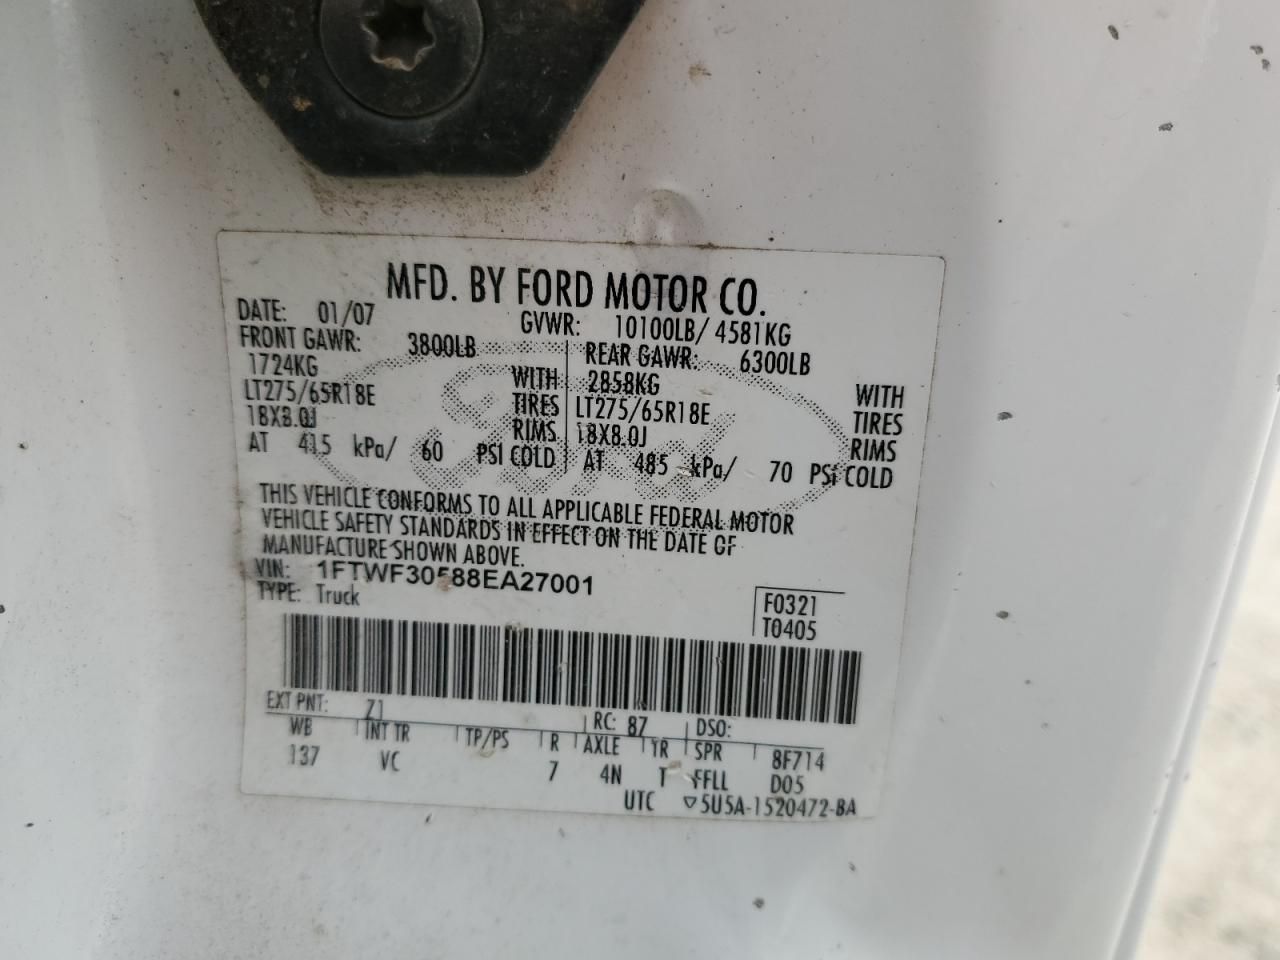 MFD. BY FORD MOTOR CO.
DATE: 01/07
GVWR: 10100LB/ 4581KG
FRONT GAWR: 3800LB
1724KG WITH
LT275/65R18E TIRES
18X8.0J RIMS
AT 415 kPa/ 60 PSI COLD
REAR GAWR: 6300LB
2858KG WITH
LT275/65R18E TIRES
18X8.0J RIMS
AT 485 kPa/ 70 PSI COLD
THIS VEHICLE CONFORMS TO ALL APPLICABLE FEDERAL MOTOR
VEHICLE SAFETY STANDARDS IN EFFECT ON THE DATE OF
MANUFACTURE SHOWN ABOVE.
VIN: 1FTWF30588EA27001
TYPE: Truck
F0321
T0405
EXT PNT: Z1 RC: 87 DSO:
WB INT TR TP/PS R AXLE TR SPR 8F714
137 VC 7 4N T FFLL D05
UTC ▽5U5A-1520472-BA